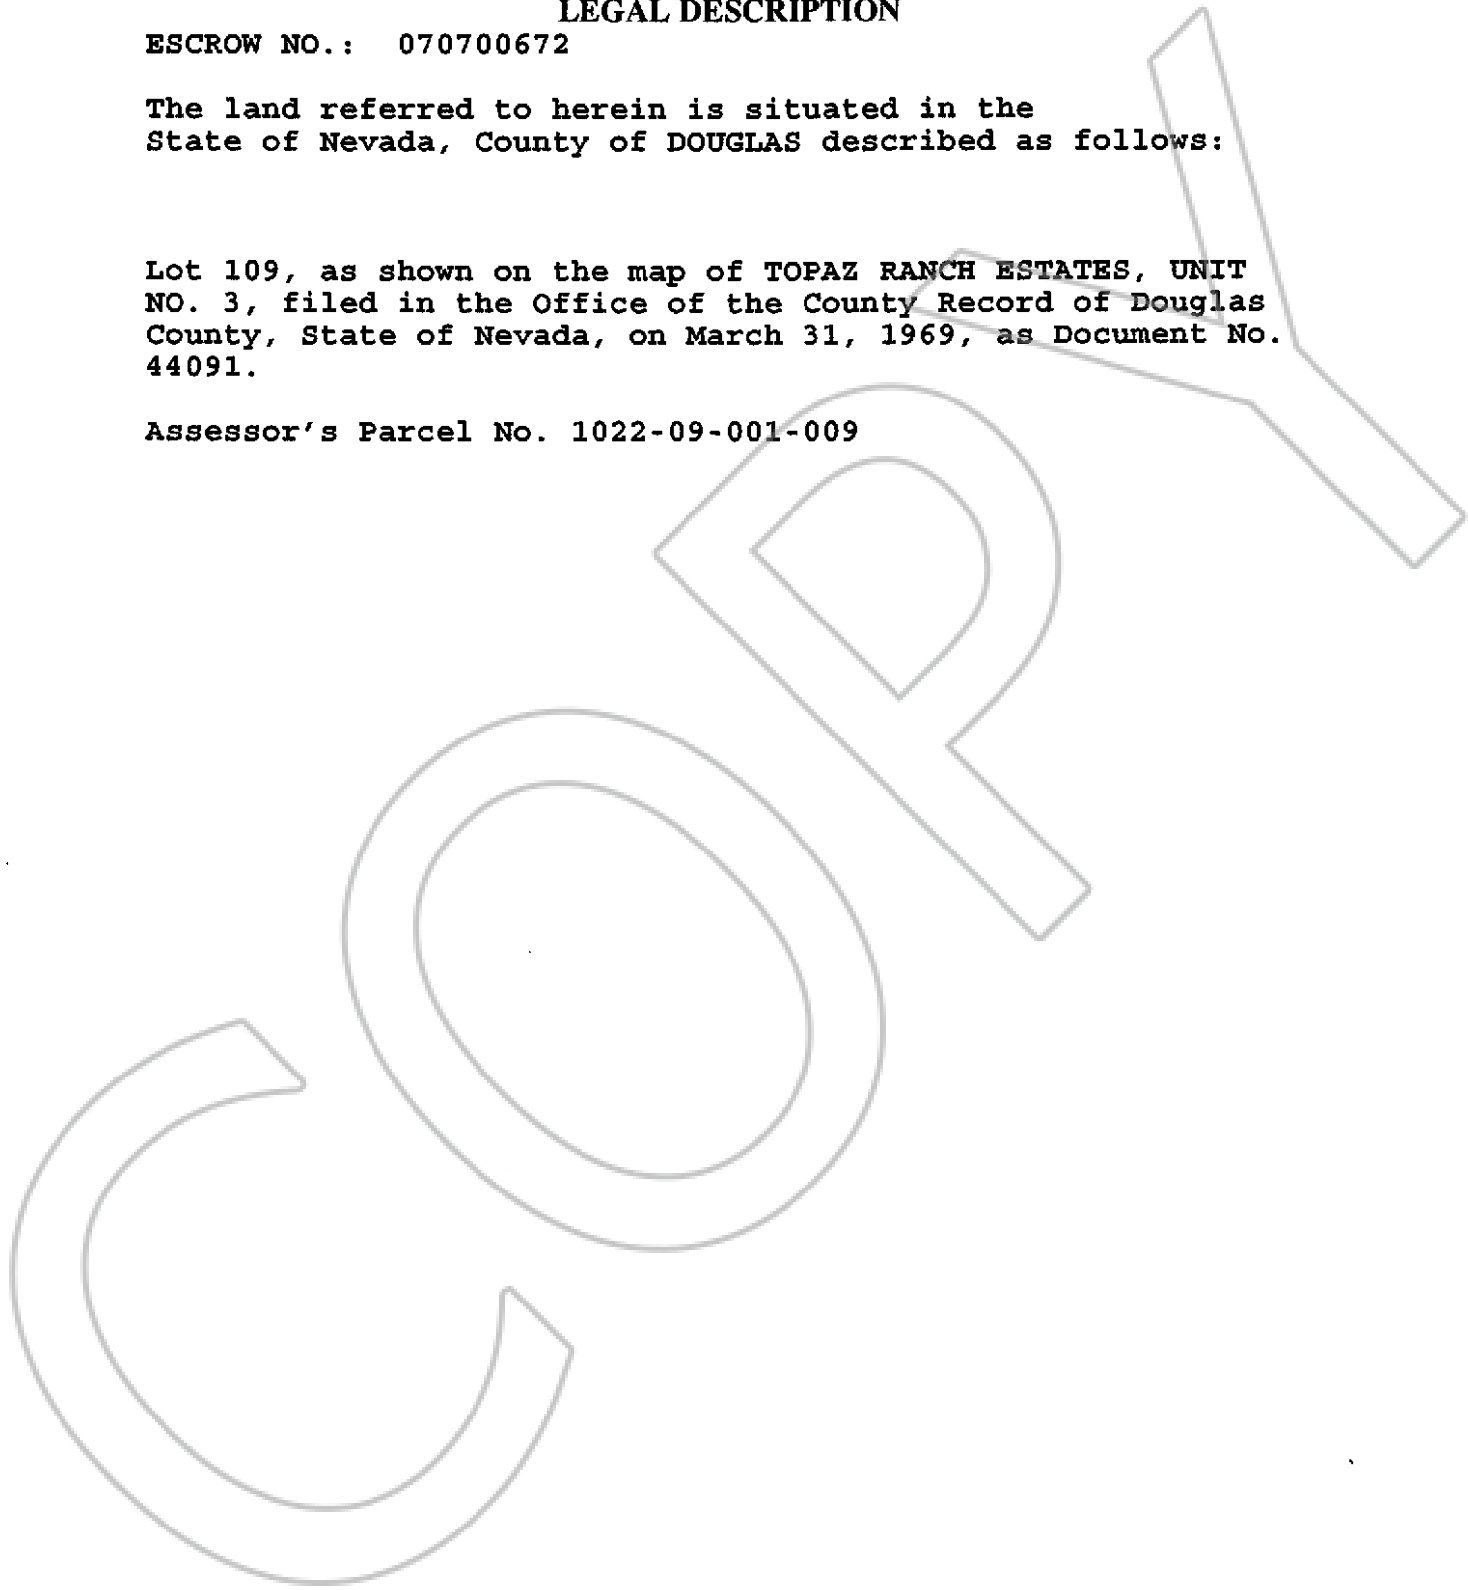 LEGAL DESCRIPTION
ESCROW NO.: 070700672
The land referred to herein is situated in the
State of Nevada, County of DOUGLAS described as follows:
Lot 109, as shown on the map of TOPAZ RANCH ESTATES, UNIT
NO. 3, filed in the Office of the County Record of Douglas
County, State of Nevada, on March 31, 1969, as Document No.
44091.
Assessor's Parcel No. 1022-09-001-009
COPY